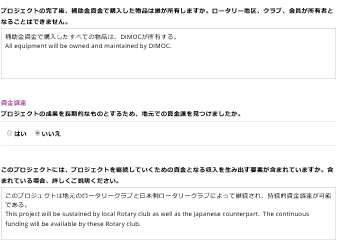 プロジェクトの完了後、補助金資金で購入した物品は誰が所有しますか。ロータリー地区、クラブ、会員が所有者と
なることはできません。
補助金資金で購入したすべての物品は、DIMOCが所有する。
All equipment will be owned and maintained by DIMOC.
資金調達
プロジェクトの成果を長期的なものとするため、地元での資金源を見つけましたか。
はい いいえ
このプロジェクトには、プロジェクトを継続していくための資金となる収入を生み出す要素が含まれていますか。含
まれている場合、詳しくご説明ください。
このプロジェクトは地元のロータリークラブと日本側ロータリークラブによって継続され、持続的資金調達が可能
である。
This project will be sustained by local Rotary club as well as the Japanese counterpart. The continuous
funding will be available by these Rotary club.